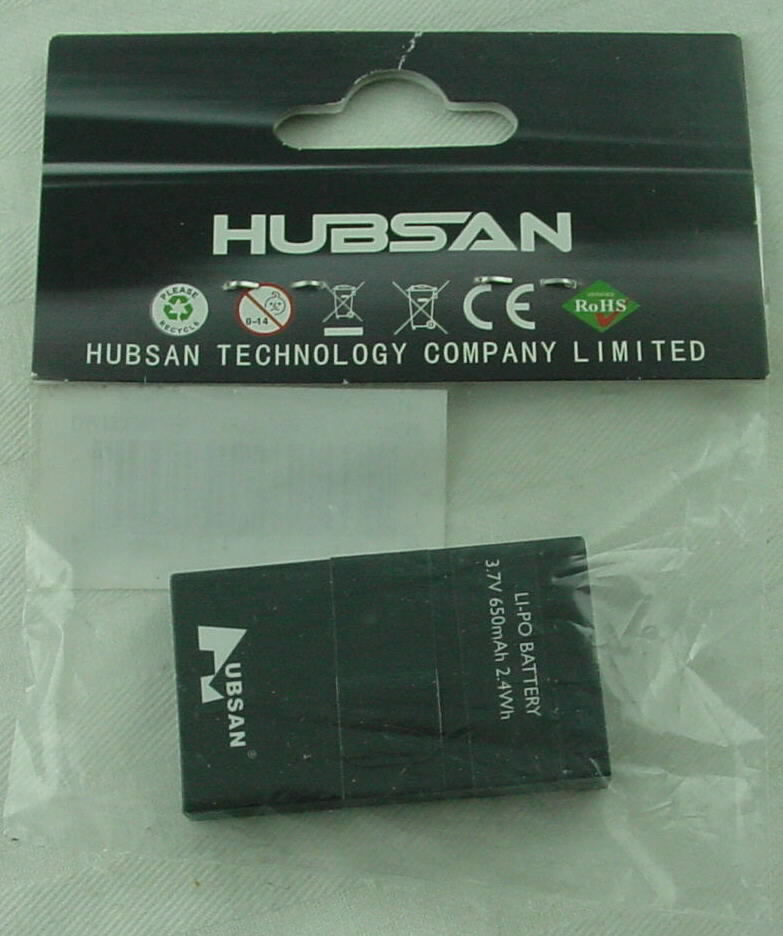 HUBSAN
PLEASE
RECYCLE
0-14
CE
RoHS
HUBSAN TECHNOLOGY COMPANY LIMITED
HUBSAN ®
LI-PO BATTERY
3.7V 650mAh 2.4Wh